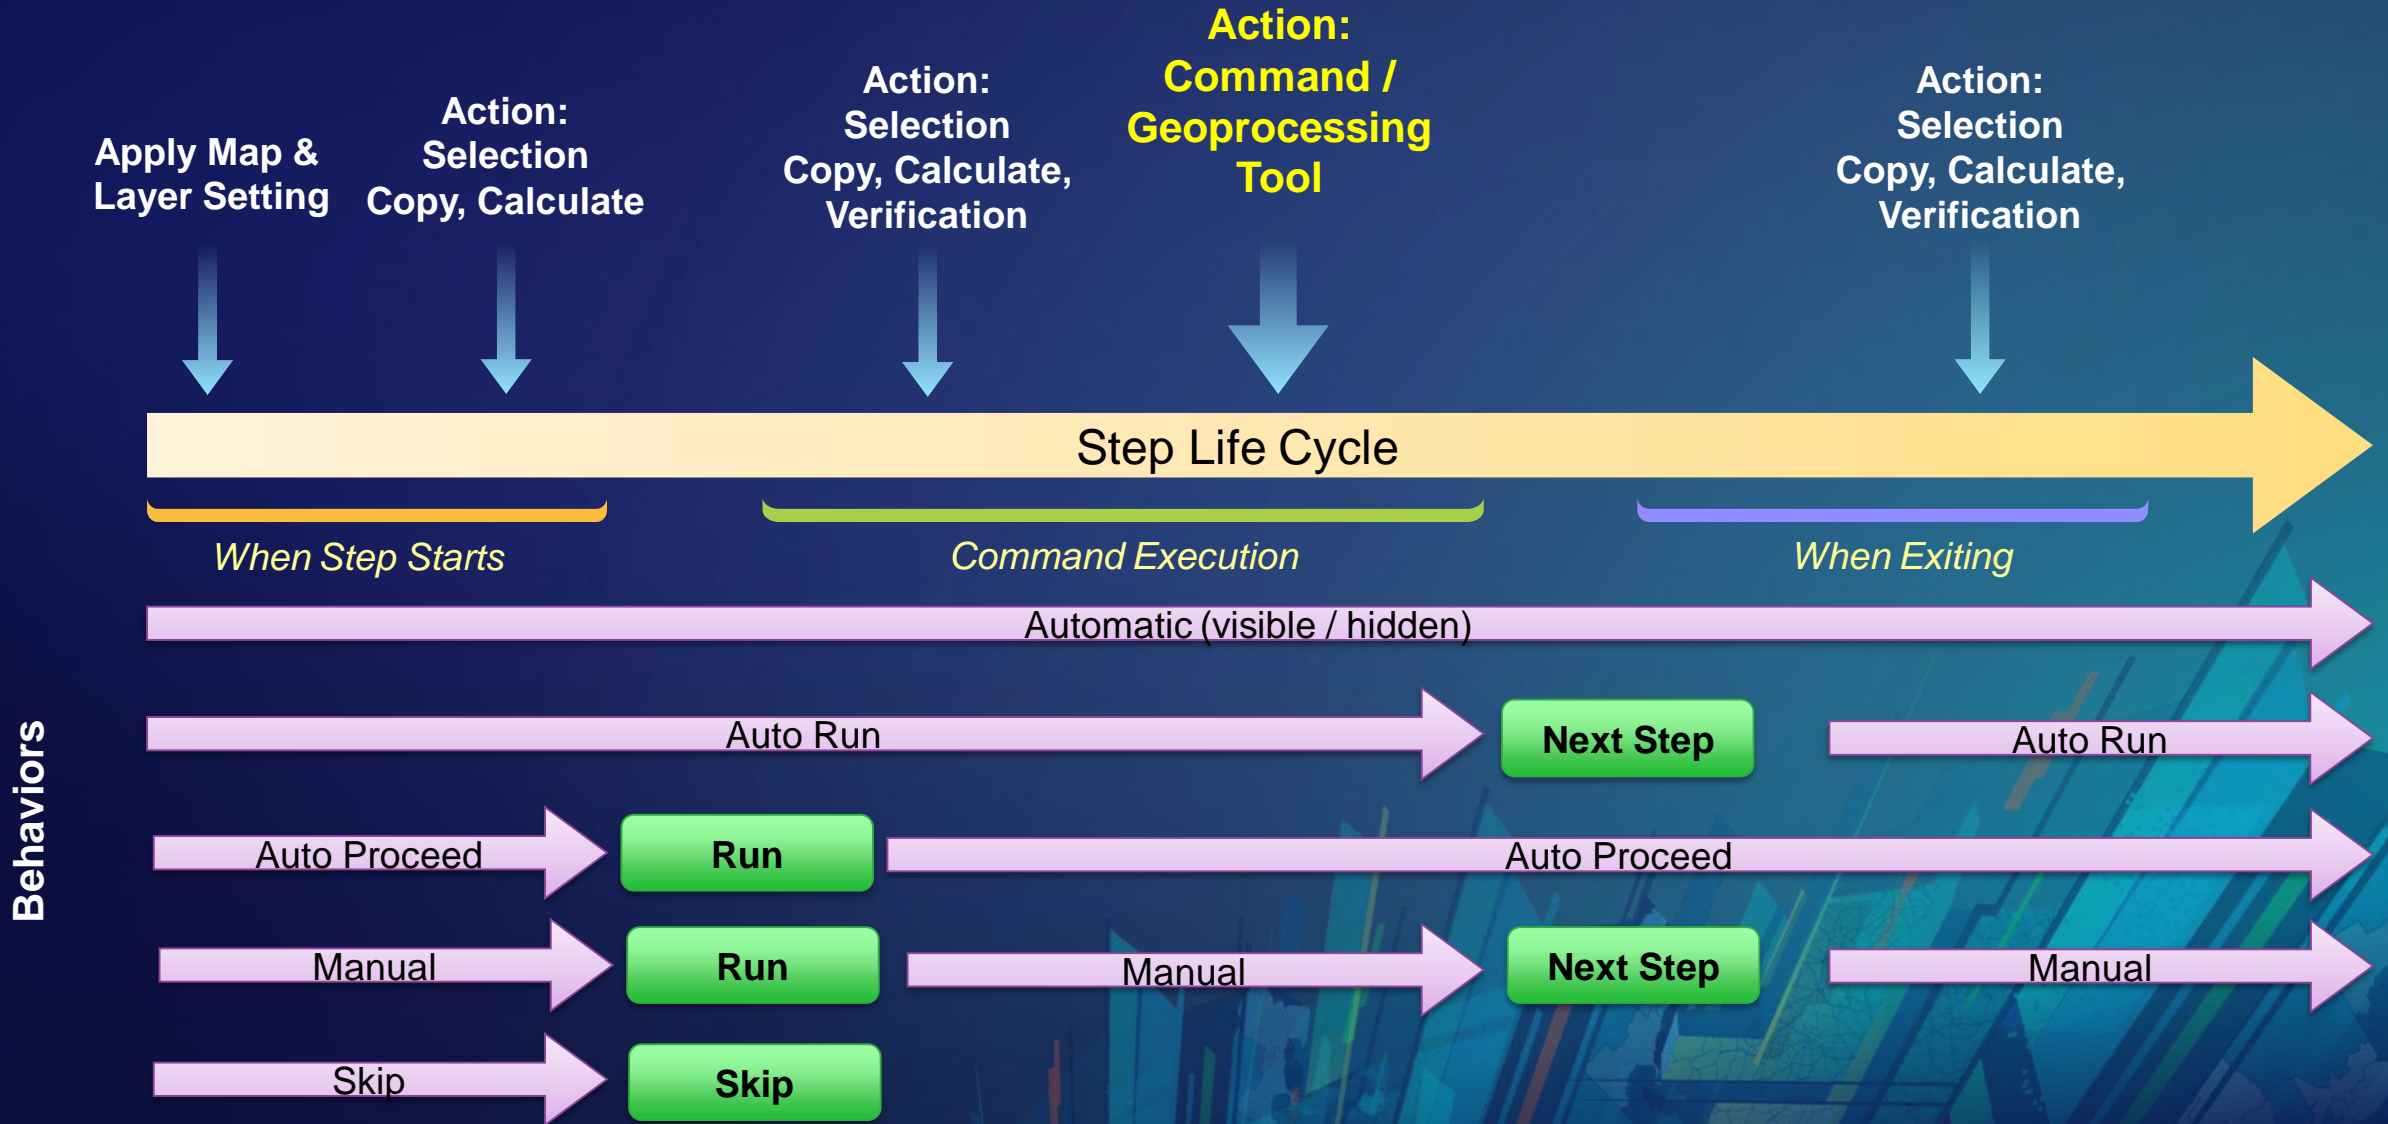 Apply Map &
Layer Setting
Action:
Selection
Copy, Calculate
Action:
Selection
Copy, Calculate,
Verification
Action:
Command /
Geoprocessing
Tool
Action:
Selection
Copy, Calculate,
Verification
Step Life Cycle
When Step Starts
Command Execution
When Exiting
Behaviors
Automatic (visible / hidden)
Auto Run
Next Step
Auto Run
Auto Proceed
Run
Auto Proceed
Manual
Run
Manual
Next Step
Manual
Skip
Skip